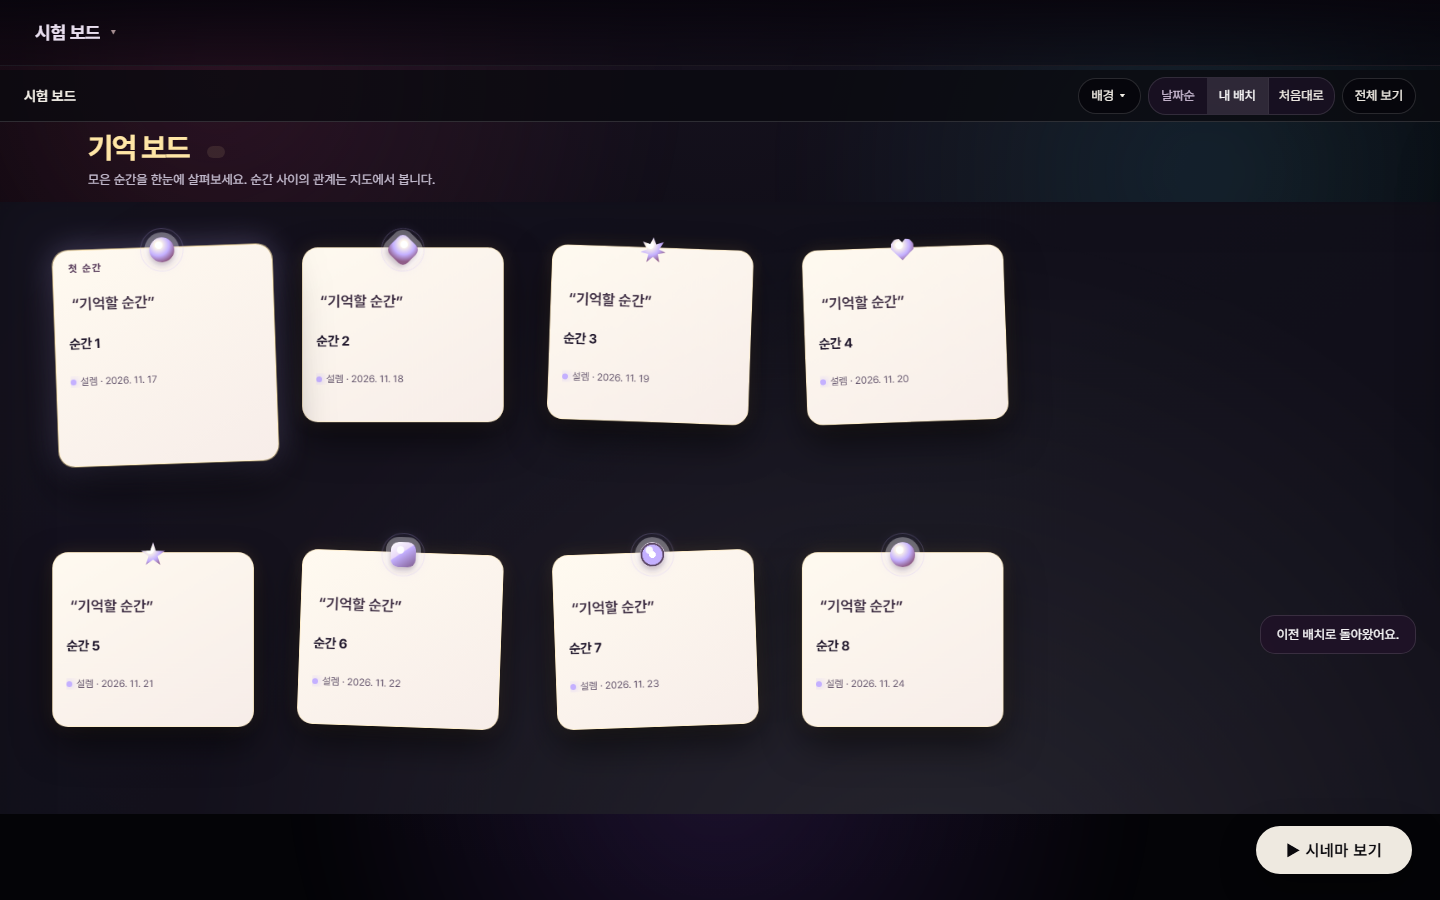 시험 보드 ▾
시험 보드
배경 ▾
날짜순
내 배치
처음대로
전체 보기
기억 보드
모은 순간을 한눈에 살펴보세요. 순간 사이의 관계는 지도에서 봅니다.
첫 순간
“기억할 순간”
순간 1
설렘 · 2026. 11. 17
“기억할 순간”
순간 2
설렘 · 2026. 11. 18
“기억할 순간”
순간 3
설렘 · 2026. 11. 19
“기억할 순간”
순간 4
설렘 · 2026. 11. 20
“기억할 순간”
순간 5
설렘 · 2026. 11. 21
“기억할 순간”
순간 6
설렘 · 2026. 11. 22
“기억할 순간”
순간 7
설렘 · 2026. 11. 23
“기억할 순간”
순간 8
설렘 · 2026. 11. 24
이전 배치로 돌아왔어요.
▶ 시네마 보기